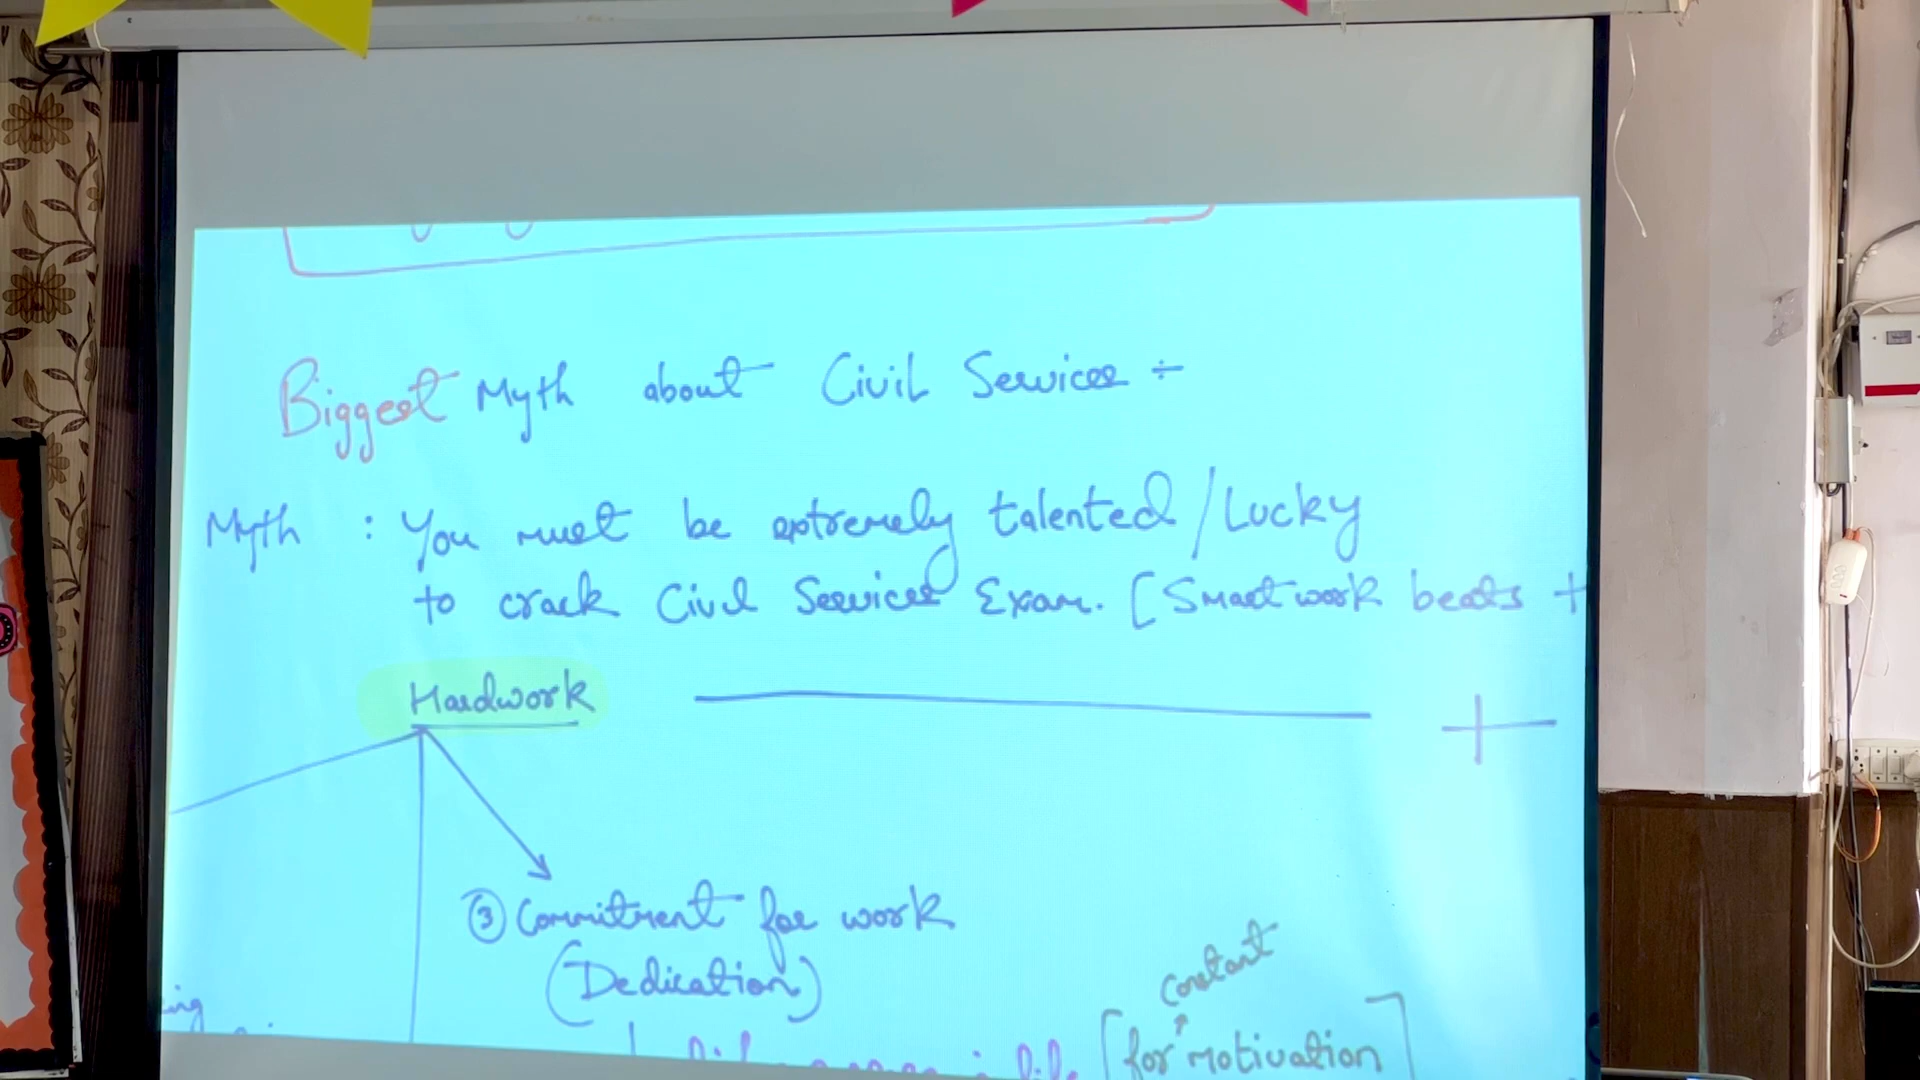 Biggest Myth about Civil Services ÷
Myth : You must be extremely talented / Lucky
to crack Civil Services Exam. [Smart work beats
Hardwork
③ Commitment for work
(Dedication)
constant
[for motivation]